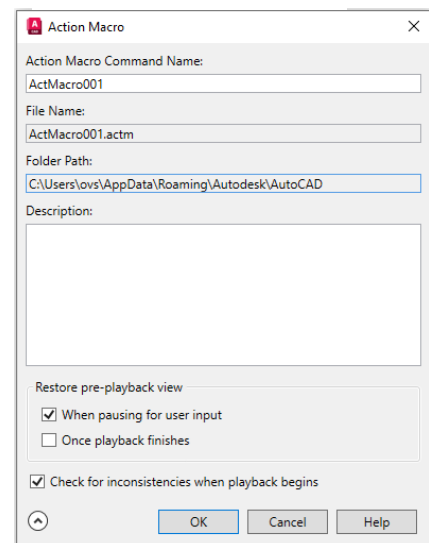 Action Macro
Action Macro Command Name:
ActMacro001
File Name:
ActMacro001.actm
Folder Path:
C:\Users\ovs\AppData\Roaming\Autodesk\AutoCAD
Description:
Restore pre-playback view
When pausing for user input
Once playback finishes
Check for inconsistencies when playback begins
OK Cancel Help